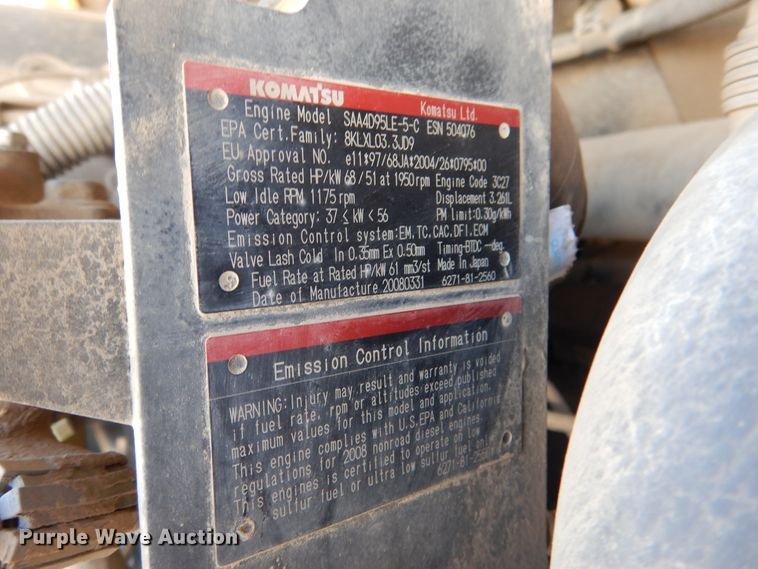 KOMATSU Komatsu Ltd.
Engine Model SAA4D95LE-5-C ESN 504076
EPA Cert.Family: 8KLXL03.3JD9
EU Approval NO. e11*97/68JA*2004/26*0795*00
Gross Rated HP/kW 68/51 at 1950rpm Engine Code 3C27
Low Idle RPM 1175rpm Displacement 3.261L
Power Category: 37 ≤ kW < 56 PM limit:0.30g/kWh
Emission Control system:EM.TC.CAC.DFI.ECM
Valve Lash Cold In 0.35mm Ex 0.50mm Timing-BTDC –deg.
Fuel Rate at Rated HP/kW 61 mm3/st Made In Japan
Date of Manufacture 20080331 6271-81-2560
Emission Control Information
WARNING:Injury may result and warranty is voided
if fuel rate, rpm or altitudes exceed published
maximum values for this model and application.
This engine complies with U.S.EPA and California
regulations for 2008 nonroad diesel engines.
This engines is certified to operate on low
sulfur fuel or ultra low sulfur fuel only.
6271-81-2560
Purple Wave Auction